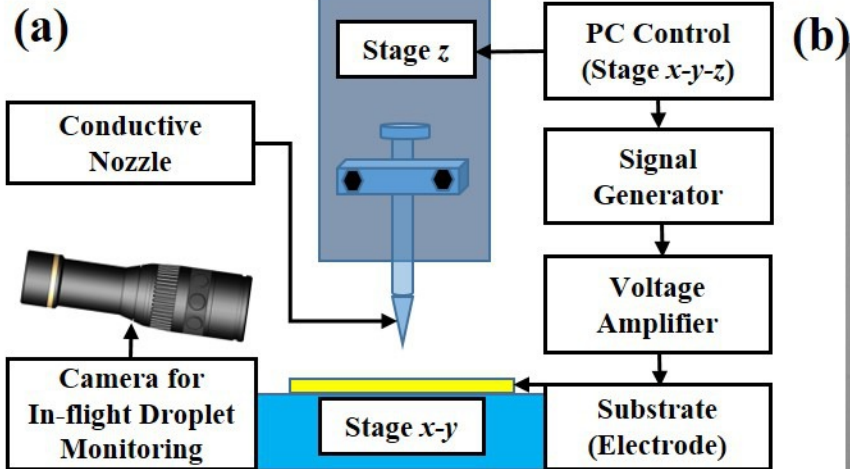 (a)
Stage z
PC Control
(Stage x-y-z)
(b)
Conductive
Nozzle
Signal
Generator
Voltage
Amplifier
Camera for
In-flight Droplet
Monitoring
Stage x-y
Substrate
(Electrode)